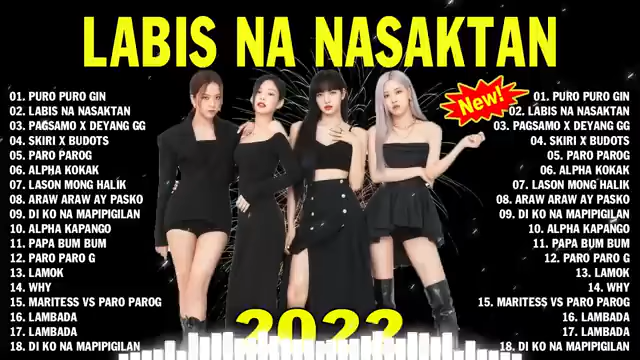 LABIS NA NASAKTAN
New!
01. PURO PURO GIN
02. LABIS NA NASAKTAN
03. PAGSAMO X DEYANG GG
04. SKIRI X BUDOTS
05. PARO PAROG
06. ALPHA KOKAK
07. LASON MONG HALIK
08. ARAW ARAW AY PASKO
09. DI KO NA MAPIPIGILAN
10. ALPHA KAPANGO
11. PAPA BUM BUM
12. PARO PARO G
13. LAMOK
14. WHY
15. MARITESS VS PARO PAROG
16. LAMBADA
17. LAMBADA
18. DI KO NA MAPIPIGILAN
01. PURO PURO GIN
02. LABIS NA NASAKTAN
03. PAGSAMO X DEYANG GG
04. SKIRI X BUDOTS
05. PARO PAROG
06. ALPHA KOKAK
07. LASON MONG HALIK
08. ARAW ARAW AY PASKO
09. DI KO NA MAPIPIGILAN
10. ALPHA KAPANGO
11. PAPA BUM BUM
12. PARO PARO G
13. LAMOK
14. WHY
15. MARITESS VS PARO PAROG
16. LAMBADA
17. LAMBADA
18. DI KO NA MAPIPIGILAN
2022